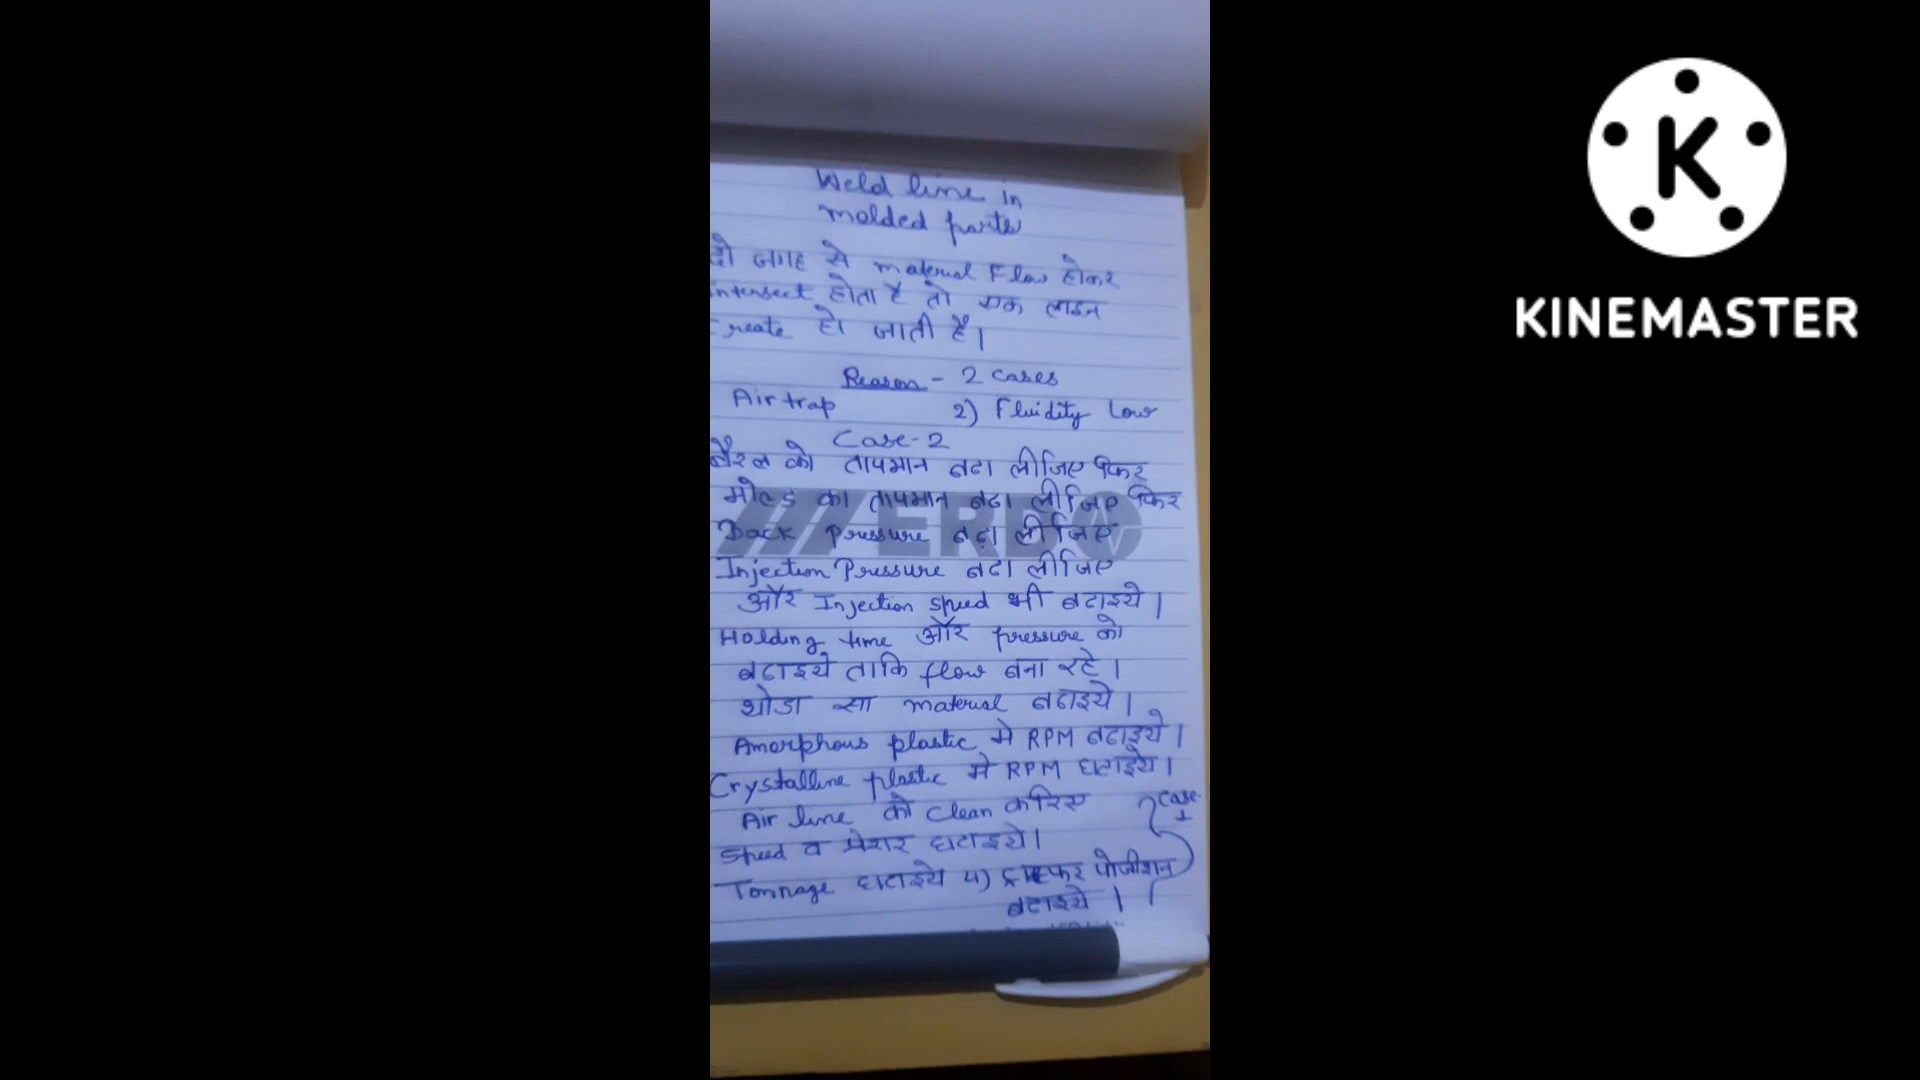 Weld line in
molded parts
दो जगह से material Flow होकर
intersect होता है तो एक लाइन
create हो जाती है।
Reason - 2 cases
Air trap 2) Fluidity Low
Case-2
बैरल को तापमान बढा लीजिए फिर
मोल्ड का तापमान बढा लीजिए फिर
Back pressure बढ़ा लीजिए
Injection Pressure बढा लीजिए
और Injection speed भी बढाइये।
Holding time और pressure को
बढाइये ताकि flow बना रहे।
थोडा सा material बढाइये।
Amorphous plastic मे RPM बढाइये।
Crystalline plastic मे RPM घटाइये।
Air line को clean करिए
Case-1
speed व प्रेशर घटाइये।
Tonnage घटाइये 4) ट्रांसफर पोजीशन
बढाइये।
KINEMASTER